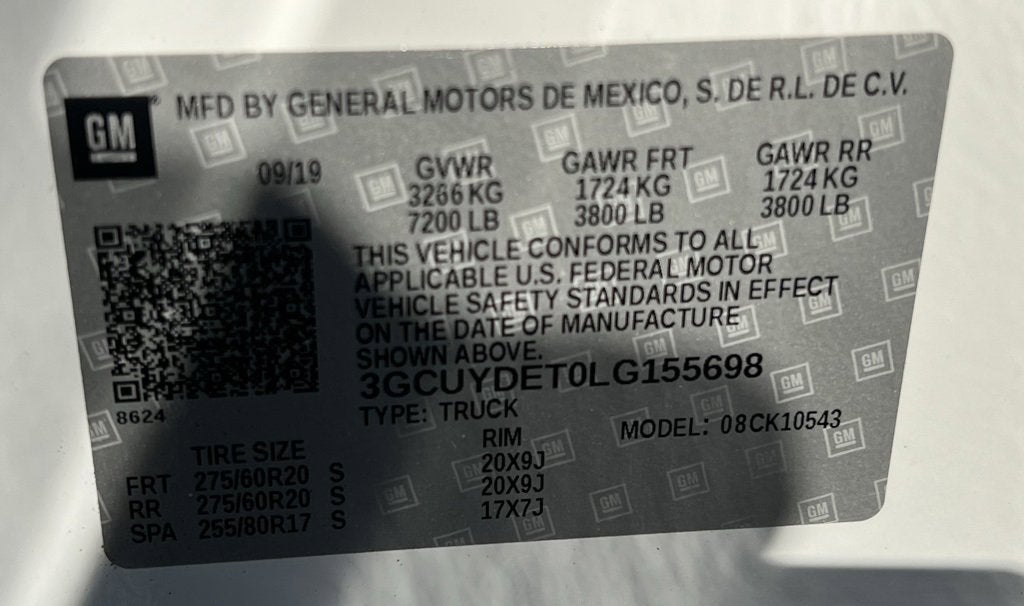 GM
MFD BY GENERAL MOTORS DE MEXICO, S. DE R.L. DE C.V.
09/19 GVWR GAWR FRT GAWR RR
3266 KG 1724 KG 1724 KG
7200 LB 3800 LB 3800 LB
THIS VEHICLE CONFORMS TO ALL
APPLICABLE U.S. FEDERAL MOTOR
VEHICLE SAFETY STANDARDS IN EFFECT
ON THE DATE OF MANUFACTURE
SHOWN ABOVE.
3GCUYDET0LG155698
8624
TYPE: TRUCK MODEL: 08CK10543
TIRE SIZE RIM
FRT 275/60R20 S 20X9J
RR 275/60R20 S 20X9J
SPA 255/80R17 S 17X7J